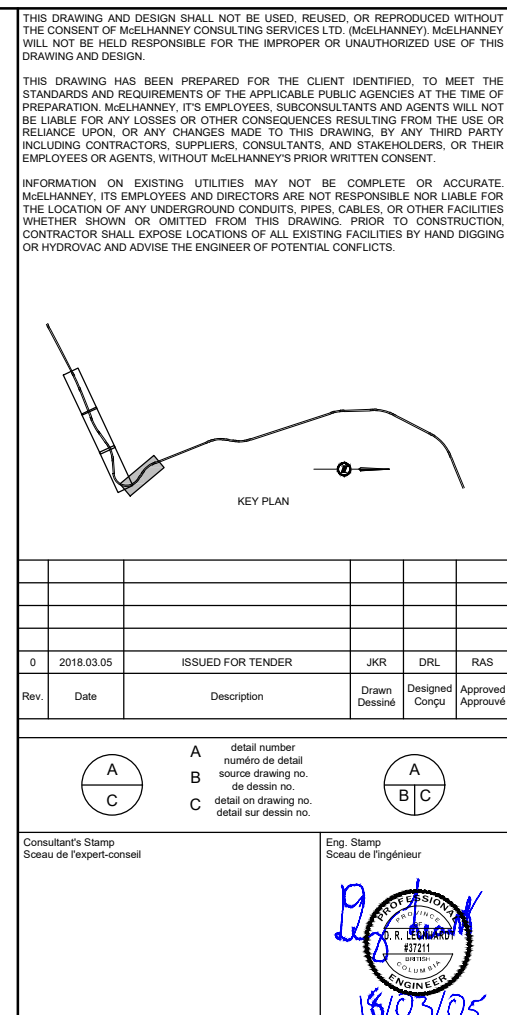 THIS DRAWING AND DESIGN SHALL NOT BE USED, REUSED, OR REPRODUCED WITHOUT
THE CONSENT OF McELHANNEY CONSULTING SERVICES LTD. (McELHANNEY). McELHANNEY
WILL NOT BE HELD RESPONSIBLE FOR THE IMPROPER OR UNAUTHORIZED USE OF THIS
DRAWING AND DESIGN.
THIS DRAWING HAS BEEN PREPARED FOR THE CLIENT IDENTIFIED, TO MEET THE
STANDARDS AND REQUIREMENTS OF THE APPLICABLE PUBLIC AGENCIES AT THE TIME OF
PREPARATION. McELHANNEY, IT'S EMPLOYEES, SUBCONSULTANTS AND AGENTS WILL NOT
BE LIABLE FOR ANY LOSSES OR OTHER CONSEQUENCES RESULTING FROM THE USE OR
RELIANCE UPON, OR ANY CHANGES MADE TO THIS DRAWING, BY ANY THIRD PARTY
INCLUDING CONTRACTORS, SUPPLIERS, CONSULTANTS, AND STAKEHOLDERS, OR THEIR
EMPLOYEES OR AGENTS, WITHOUT McELHANNEY'S PRIOR WRITTEN CONSENT.
INFORMATION ON EXISTING UTILITIES MAY NOT BE COMPLETE OR ACCURATE.
McELHANNEY, ITS EMPLOYEES AND DIRECTORS ARE NOT RESPONSIBLE NOR LIABLE FOR
THE LOCATION OF ANY UNDERGROUND CONDUITS, PIPES, CABLES, OR OTHER FACILITIES
WHETHER SHOWN OR OMITTED FROM THIS DRAWING. PRIOR TO CONSTRUCTION,
CONTRACTOR SHALL EXPOSE LOCATIONS OF ALL EXISTING FACILITIES BY HAND DIGGING
OR HYDROVAC AND ADVISE THE ENGINEER OF POTENTIAL CONFLICTS.
KEY PLAN
0 2018.03.05 ISSUED FOR TENDER JKR DRL RAS
Rev. Date Description Drawn Designed Approved
Dessiné Conçu Approuvé
A
C
A detail number
numéro de detail
B source drawing no.
de dessin no.
C detail on drawing no.
detail sur dessin no.
A
B C
Consultant's Stamp
Sceau de l'expert-conseil
Eng. Stamp
Sceau de l'ingénieur
PROFESSIONAL
PROVINCE
OF
D. R. LEONHARDT
#37211
BRITISH
COLUMBIA
ENGINEER
18/03/05